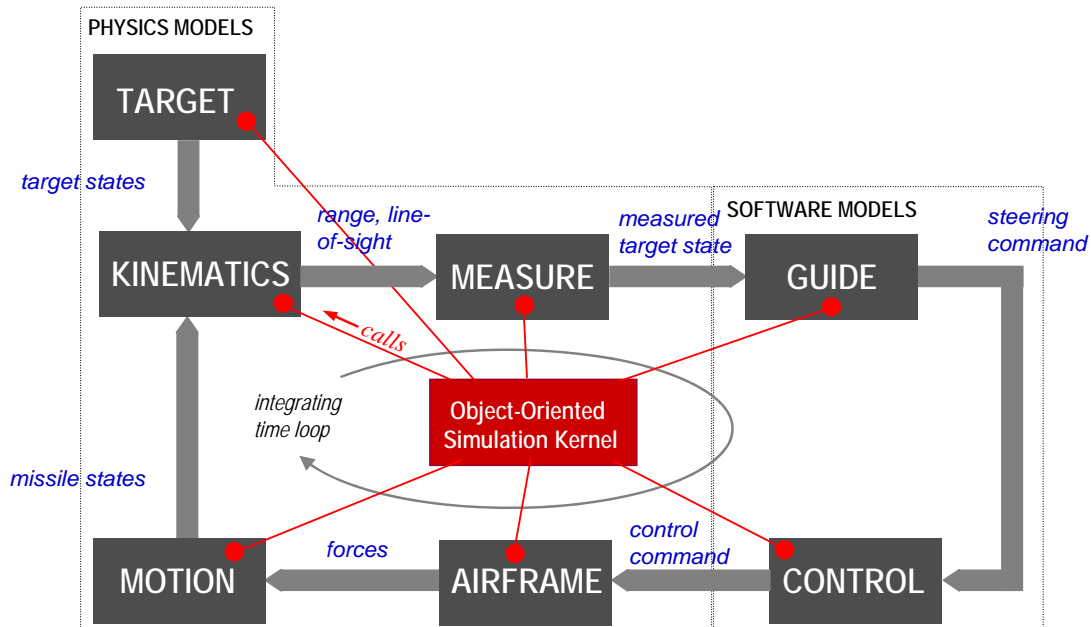 PHYSICS MODELS
TARGET
target states
range, line-
of-sight
measured
target state
SOFTWARE MODELS
steering
command
KINEMATICS
MEASURE
GUIDE
calls
integrating
time loop
Object-Oriented
Simulation Kernel
missile states
MOTION
forces
AIRFRAME
control
command
CONTROL